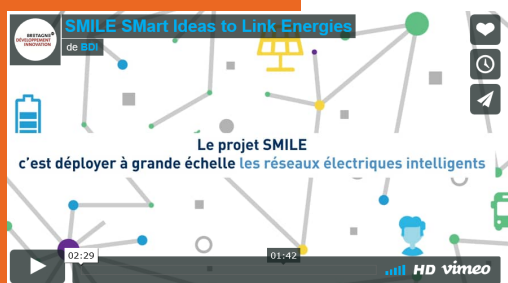 BRETAGNE
DÉVELOPPEMENT
INNOVATION
SMILE SMart Ideas to Link Energies
de BDI
Le projet SMILE
c'est déployer à grande échelle les réseaux électriques intelligents
02:29
01:42
HD vimeo